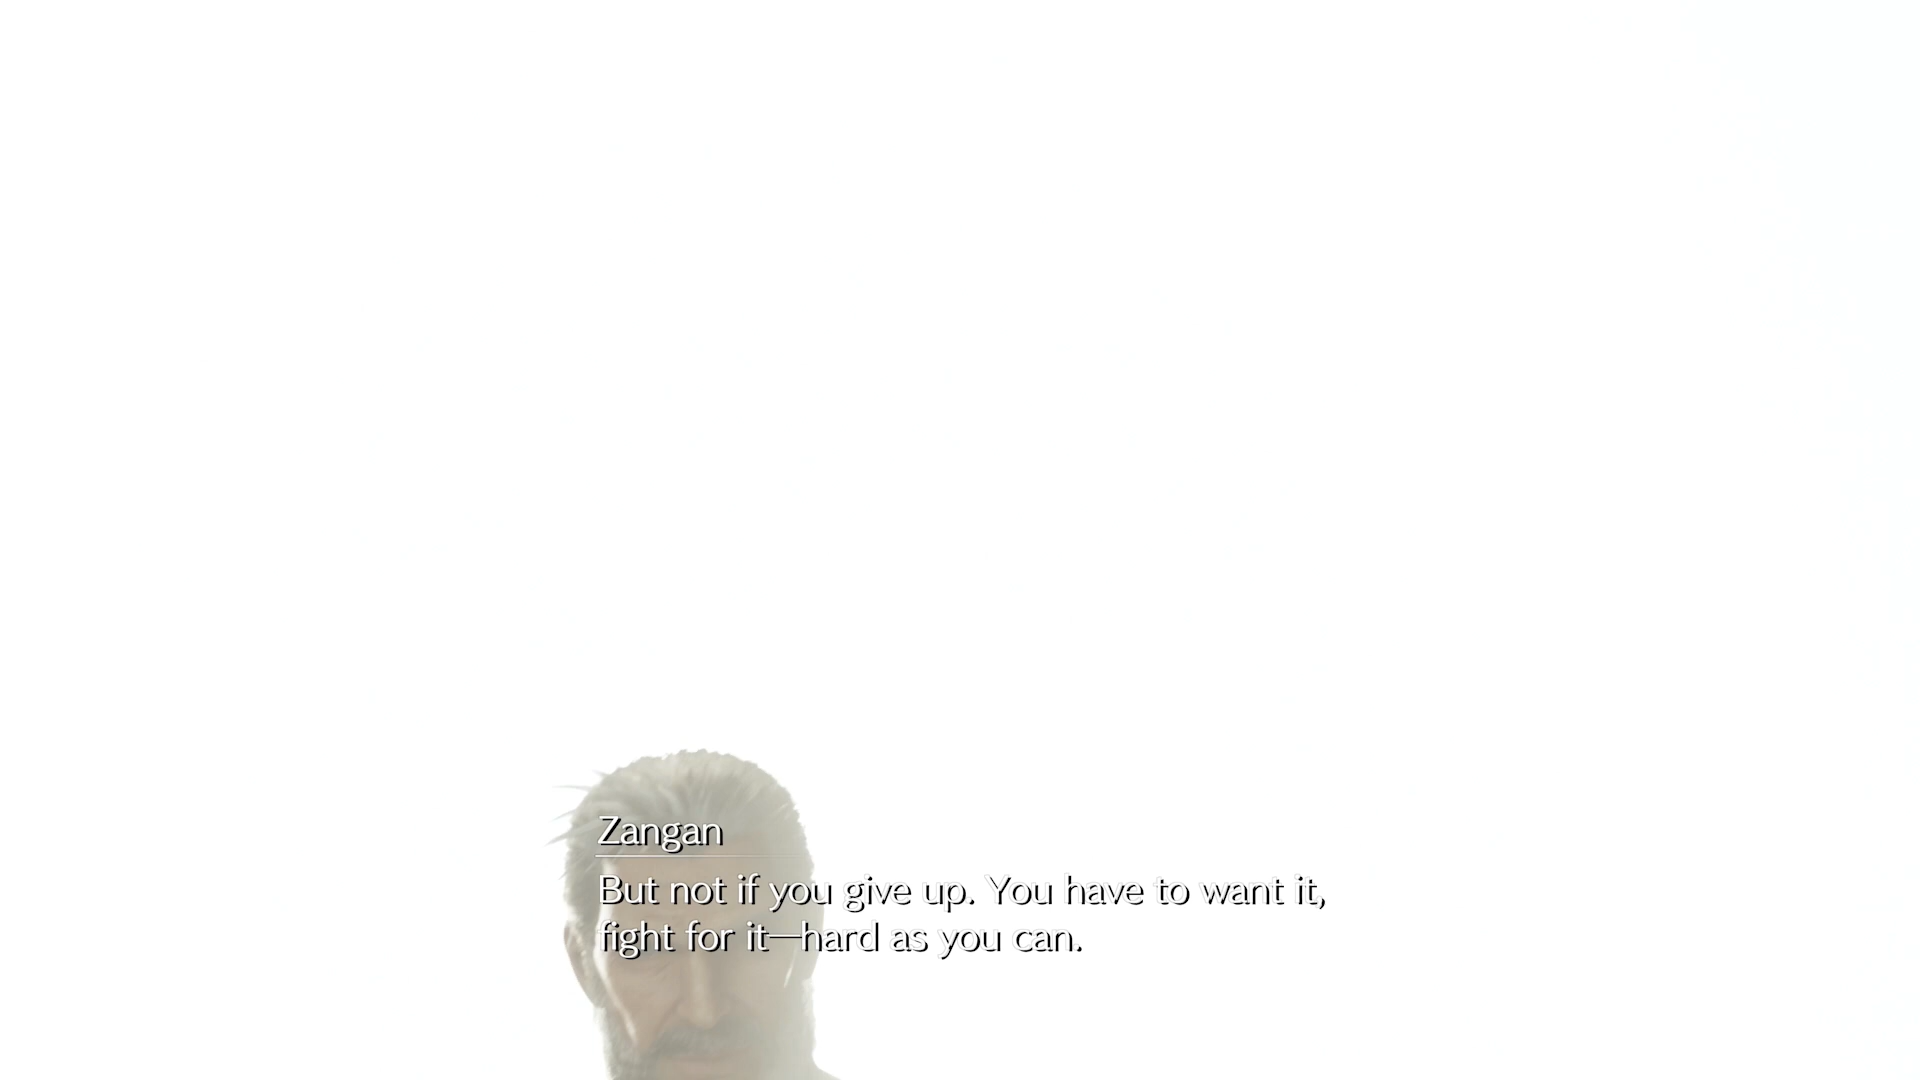 Zangan
But not if you give up. You have to want it,
fight for it—hard as you can.